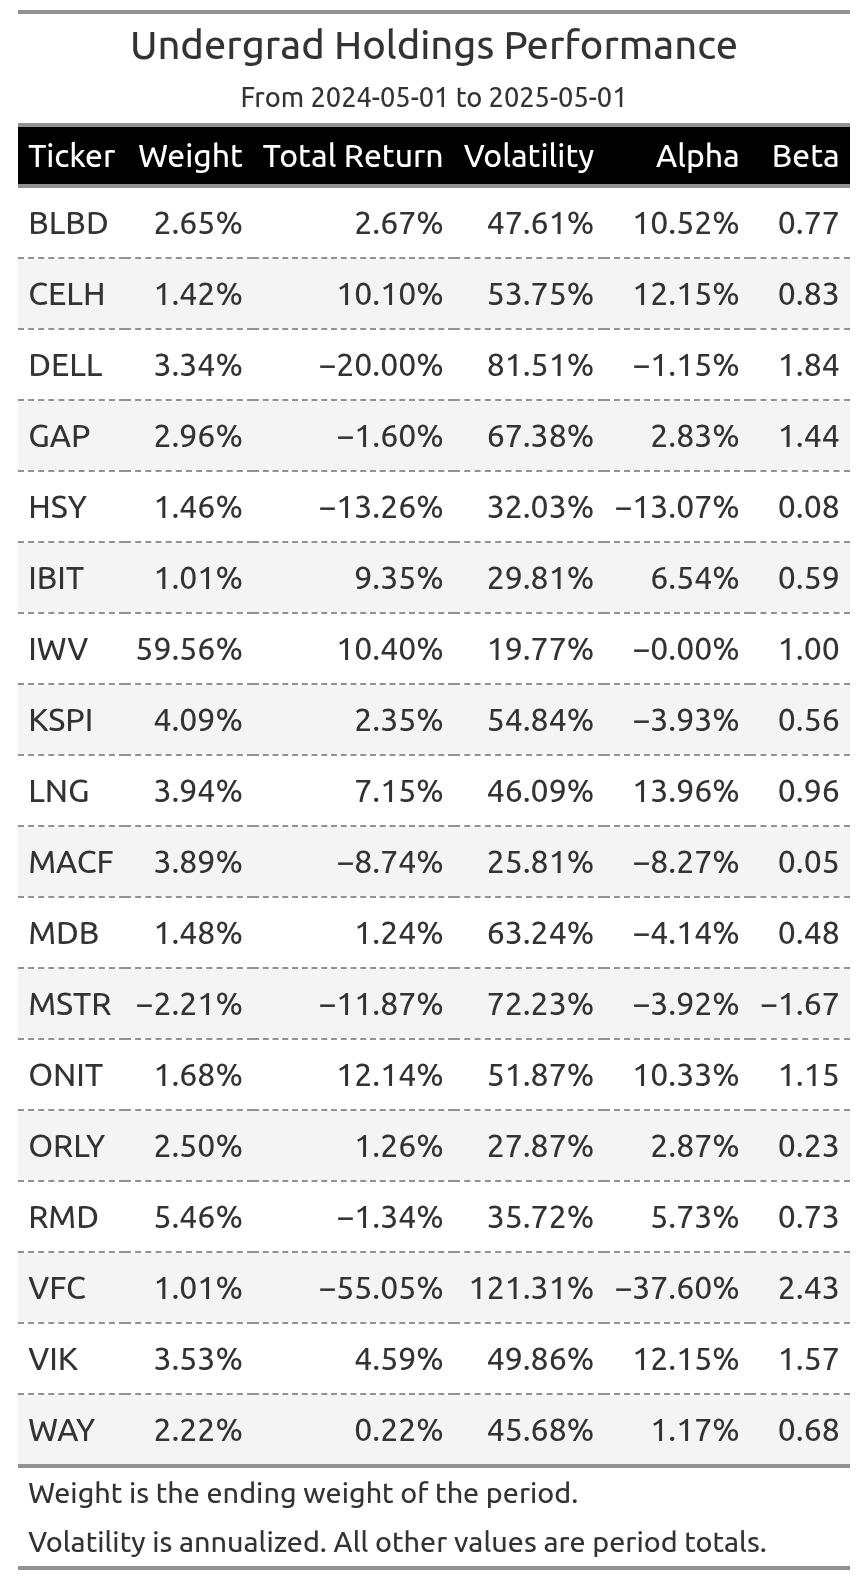 Undergrad Holdings Performance
From 2024-05-01 to 2025-05-01
Ticker Weight Total Return Volatility Alpha Beta
BLBD 2.65% 2.67% 47.61% 10.52% 0.77
CELH 1.42% 10.10% 53.75% 12.15% 0.83
DELL 3.34% −20.00% 81.51% −1.15% 1.84
GAP 2.96% −1.60% 67.38% 2.83% 1.44
HSY 1.46% −13.26% 32.03% −13.07% 0.08
IBIT 1.01% 9.35% 29.81% 6.54% 0.59
IWV 59.56% 10.40% 19.77% −0.00% 1.00
KSPI 4.09% 2.35% 54.84% −3.93% 0.56
LNG 3.94% 7.15% 46.09% 13.96% 0.96
MACF 3.89% −8.74% 25.81% −8.27% 0.05
MDB 1.48% 1.24% 63.24% −4.14% 0.48
MSTR −2.21% −11.87% 72.23% −3.92% −1.67
ONIT 1.68% 12.14% 51.87% 10.33% 1.15
ORLY 2.50% 1.26% 27.87% 2.87% 0.23
RMD 5.46% −1.34% 35.72% 5.73% 0.73
VFC 1.01% −55.05% 121.31% −37.60% 2.43
VIK 3.53% 4.59% 49.86% 12.15% 1.57
WAY 2.22% 0.22% 45.68% 1.17% 0.68
Weight is the ending weight of the period.
Volatility is annualized. All other values are period totals.